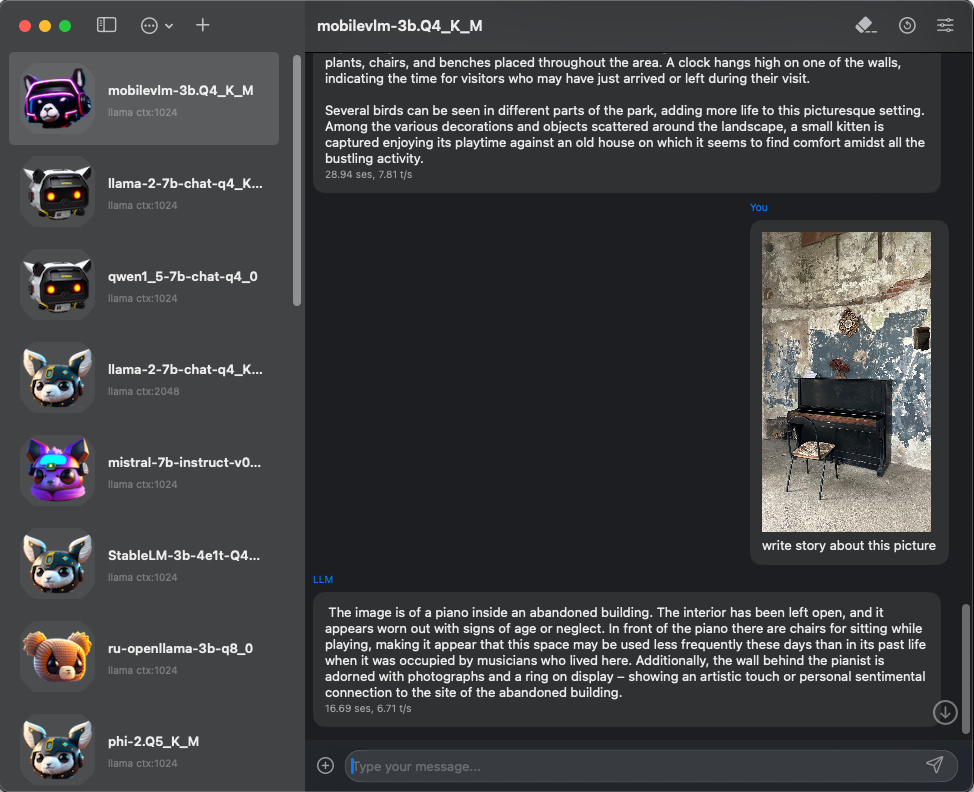 mobilevlm-3b.Q4_K_M
mobilevlm-3b.Q4_K_M
llama ctx:1024
llama-2-7b-chat-q4_K...
llama ctx:1024
qwen1_5-7b-chat-q4_0
llama ctx:1024
llama-2-7b-chat-q4_K...
llama ctx:2048
mistral-7b-instruct-v0...
llama ctx:1024
StableLM-3b-4e1t-Q4...
llama ctx:1024
ru-openllama-3b-q8_0
llama ctx:1024
phi-2.Q5_K_M
llama ctx:1024
plants, chairs, and benches placed throughout the area. A clock hangs high on one of the walls,
indicating the time for visitors who may have just arrived or left during their visit.
Several birds can be seen in different parts of the park, adding more life to this picturesque setting.
Among the various decorations and objects scattered around the landscape, a small kitten is
captured enjoying its playtime against an old house on which it seems to find comfort amidst all the
bustling activity.
28.94 ses, 7.81 t/s
You
write story about this picture
LLM
The image is of a piano inside an abandoned building. The interior has been left open, and it
appears worn out with signs of age or neglect. In front of the piano there are chairs for sitting while
playing, making it appear that this space may be used less frequently these days than in its past life
when it was occupied by musicians who lived here. Additionally, the wall behind the pianist is
adorned with photographs and a ring on display – showing an artistic touch or personal sentimental
connection to the site of the abandoned building.
16.69 ses, 6.71 t/s
Type your message...